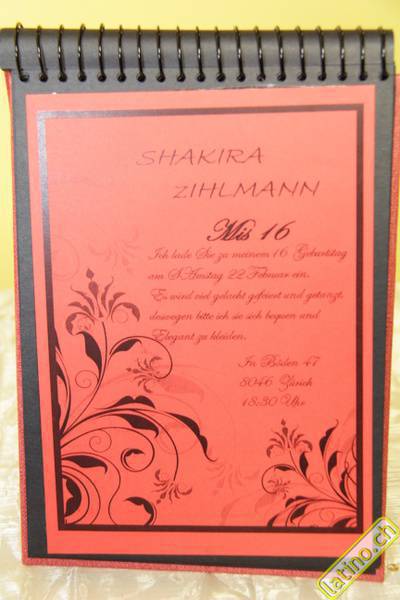 SHAKIRA
ZIHLMANN
Mis 16
Ich lade Sie zu meinem 16 Geburtstag
am SAmstag 22 Februar ein.
Es wird viel gelacht gefeiert und getanzt,
deswegen bitte ich sie sich bequem und
Elegant zu kleiden.
In Böden 47
8046 Zürich
18:30 Uhr
latino.ch